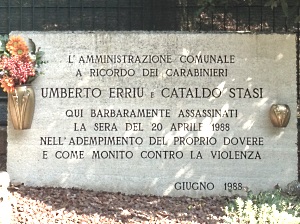 L'AMMINISTRAZIONE COMUNALE
A RICORDO DEI CARABINIERI
UMBERTO ERRIU E CATALDO STASI
QUI BARBARAMENTE ASSASSINATI
LA SERA DEL 20 APRILE 1988
NELL'ADEMPIMENTO DEL PROPRIO DOVERE
E COME MONITO CONTRO LA VIOLENZA
GIUGNO 1988